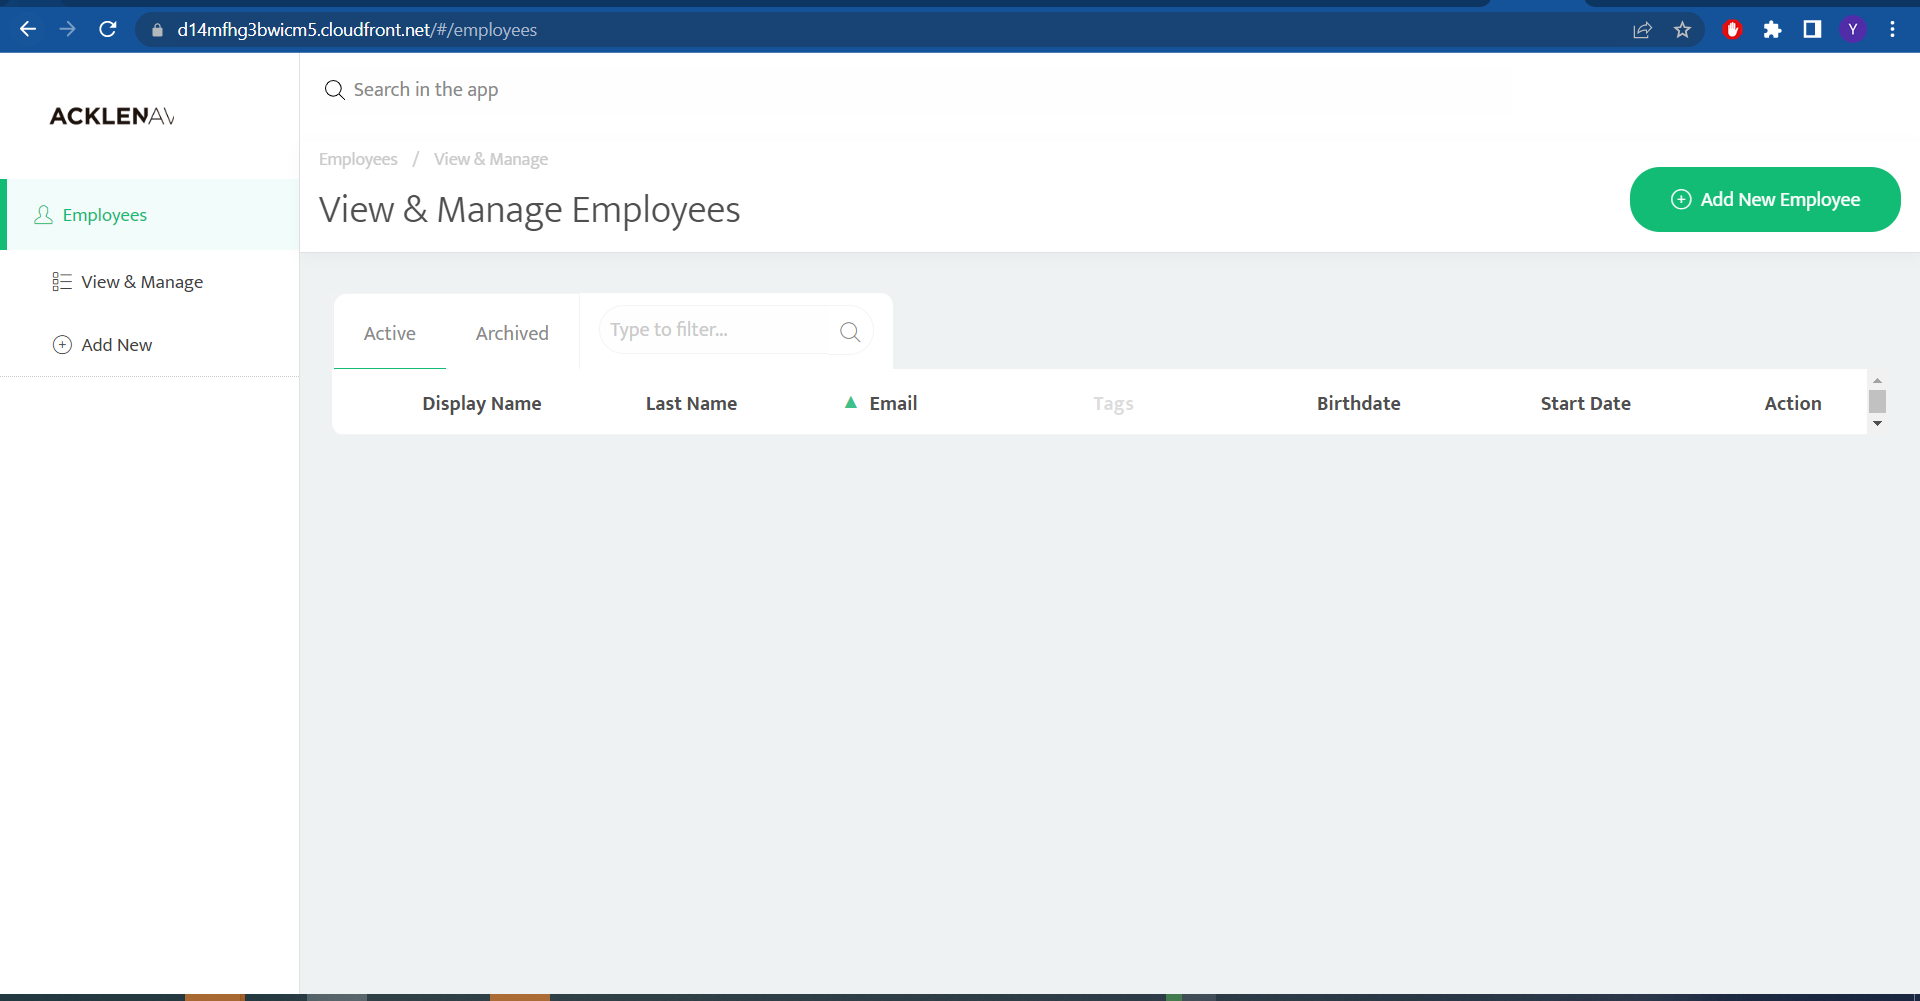 d14mfhg3bwicm5.cloudfront.net/#/employees
Y
ACKLENAV
Search in the app
Employees / View & Manage
View & Manage Employees
Add New Employee
Employees
View & Manage
Add New
Active Archived Type to filter...
Display Name Last Name Email Tags Birthdate Start Date Action